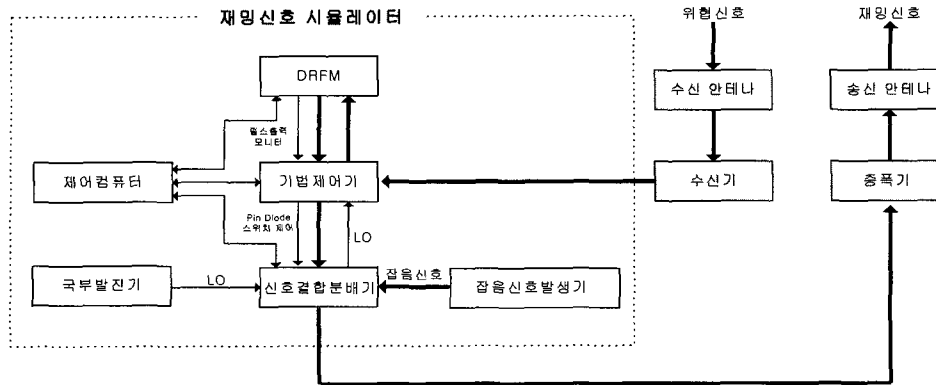 재밍신호 시뮬레이터
위협신호
재밍신호
DRFM
수신 안테나
송신 안테나
펄스출력
모니터
제어컴퓨터
기법제어기
수신기
증폭기
Pin Diode
스위치 제어
LO
국부발진기
LO
신호결합분배기
잡음신호
잡음신호발생기